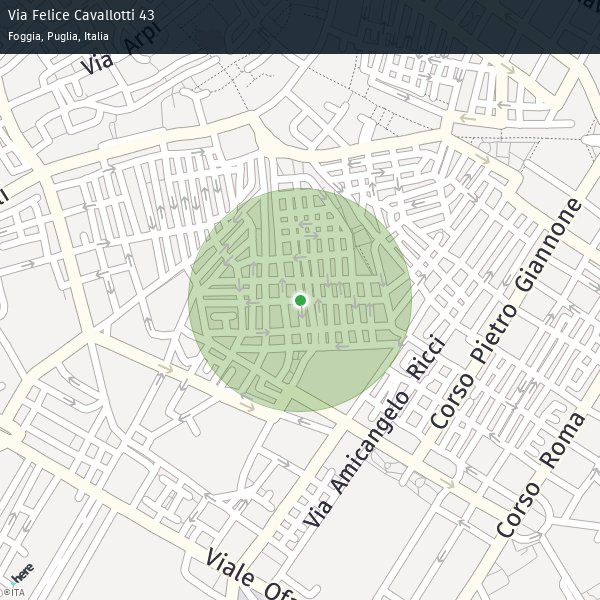 Via Felice Cavallotti 43
Foggia, Puglia, Italia
Via Arpi
Corso Pietro Giannone
Via Amicangelo Ricci
Corso Roma
Viale Ofa
here
©ITA